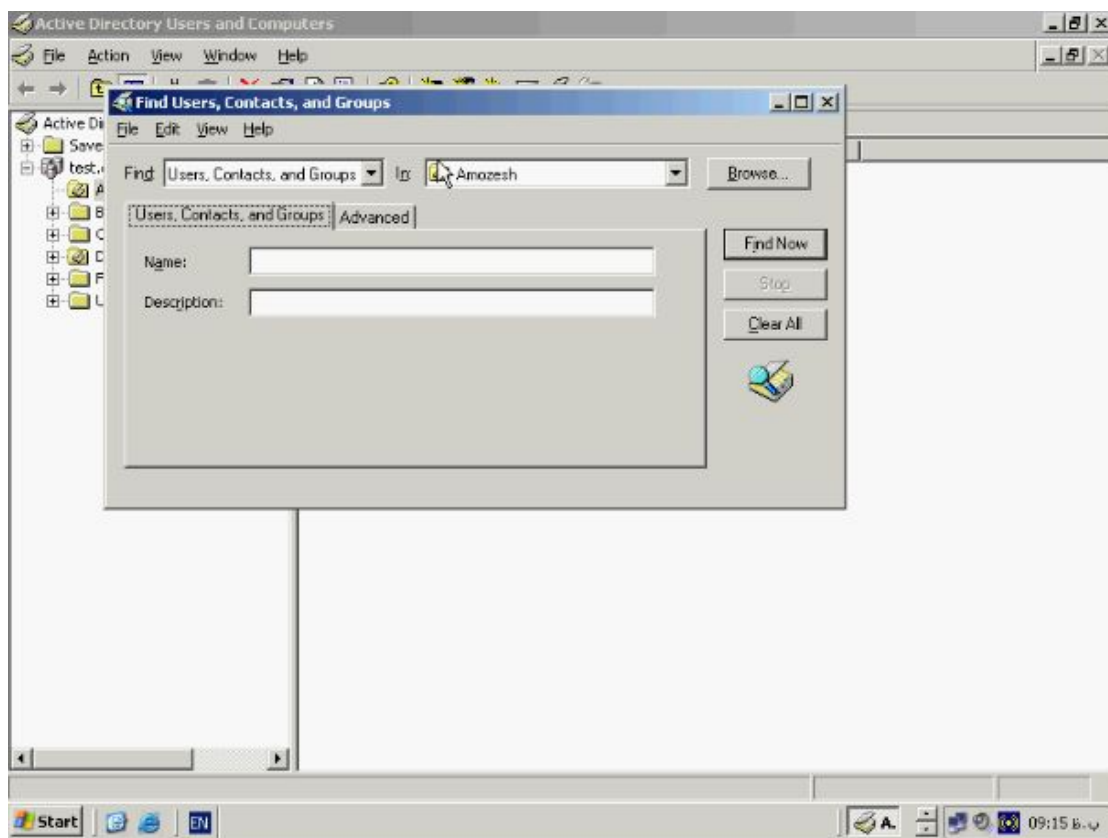 Active Directory Users and Computers
File Action View Window Help
Find Users, Contacts, and Groups
Active Di
File Edit View Help
Save
test.
Find: Users, Contacts, and Groups In: Amozesh Browse...
A
B
Users, Contacts, and Groups Advanced
C
D
Name:
Find Now
F
Stop
U
Description:
Clear All
Start EN A. 09:15 ب.ظ